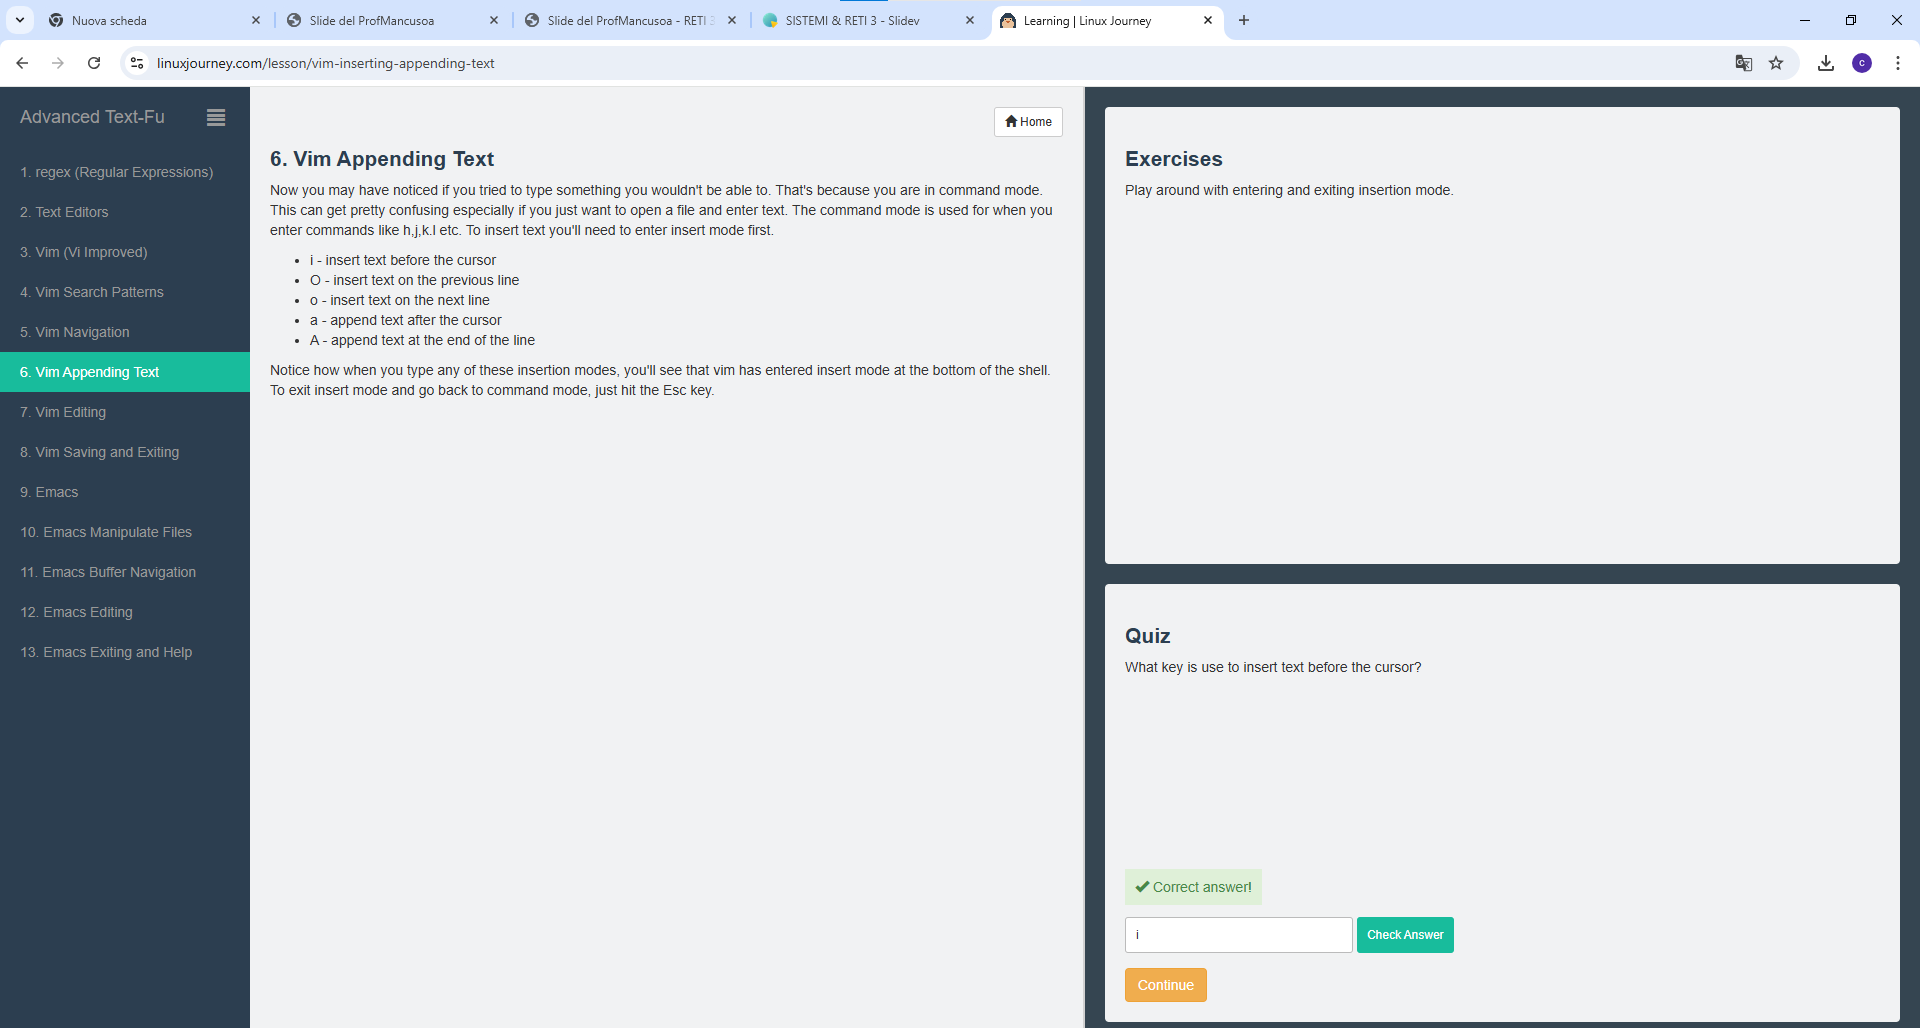 Nuova scheda
Slide del ProfMancusoa
Slide del ProfMancusoa - RETI 3
SISTEMI & RETI 3 - Slidev
Learning | Linux Journey
linuxjourney.com/lesson/vim-inserting-appending-text
c
Advanced Text-Fu
1. regex (Regular Expressions)
2. Text Editors
3. Vim (Vi Improved)
4. Vim Search Patterns
5. Vim Navigation
6. Vim Appending Text
7. Vim Editing
8. Vim Saving and Exiting
9. Emacs
10. Emacs Manipulate Files
11. Emacs Buffer Navigation
12. Emacs Editing
13. Emacs Exiting and Help
Home
6. Vim Appending Text
Now you may have noticed if you tried to type something you wouldn't be able to. That's because you are in command mode.
This can get pretty confusing especially if you just want to open a file and enter text. The command mode is used for when you
enter commands like h,j,k.l etc. To insert text you'll need to enter insert mode first.
• i - insert text before the cursor
• O - insert text on the previous line
• o - insert text on the next line
• a - append text after the cursor
• A - append text at the end of the line
Notice how when you type any of these insertion modes, you'll see that vim has entered insert mode at the bottom of the shell.
To exit insert mode and go back to command mode, just hit the Esc key.
Exercises
Play around with entering and exiting insertion mode.
Quiz
What key is use to insert text before the cursor?
Correct answer!
i
Check Answer
Continue